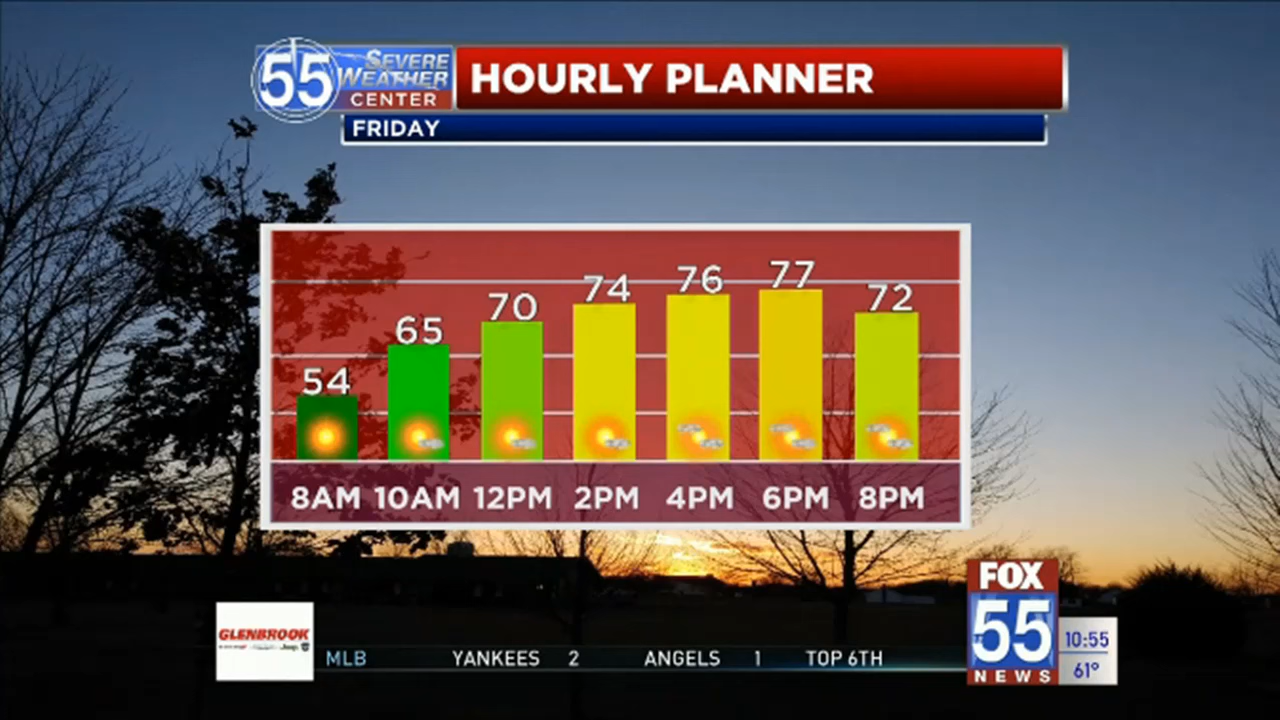 55 SEVERE WEATHER CENTER
HOURLY PLANNER
FRIDAY
54 65 70 74 76 77 72
8AM 10AM 12PM 2PM 4PM 6PM 8PM
GLENBROOK
Jeep
MLB YANKEES 2 ANGELS 1 TOP 6TH
FOX
55
NEWS
10:55
61°